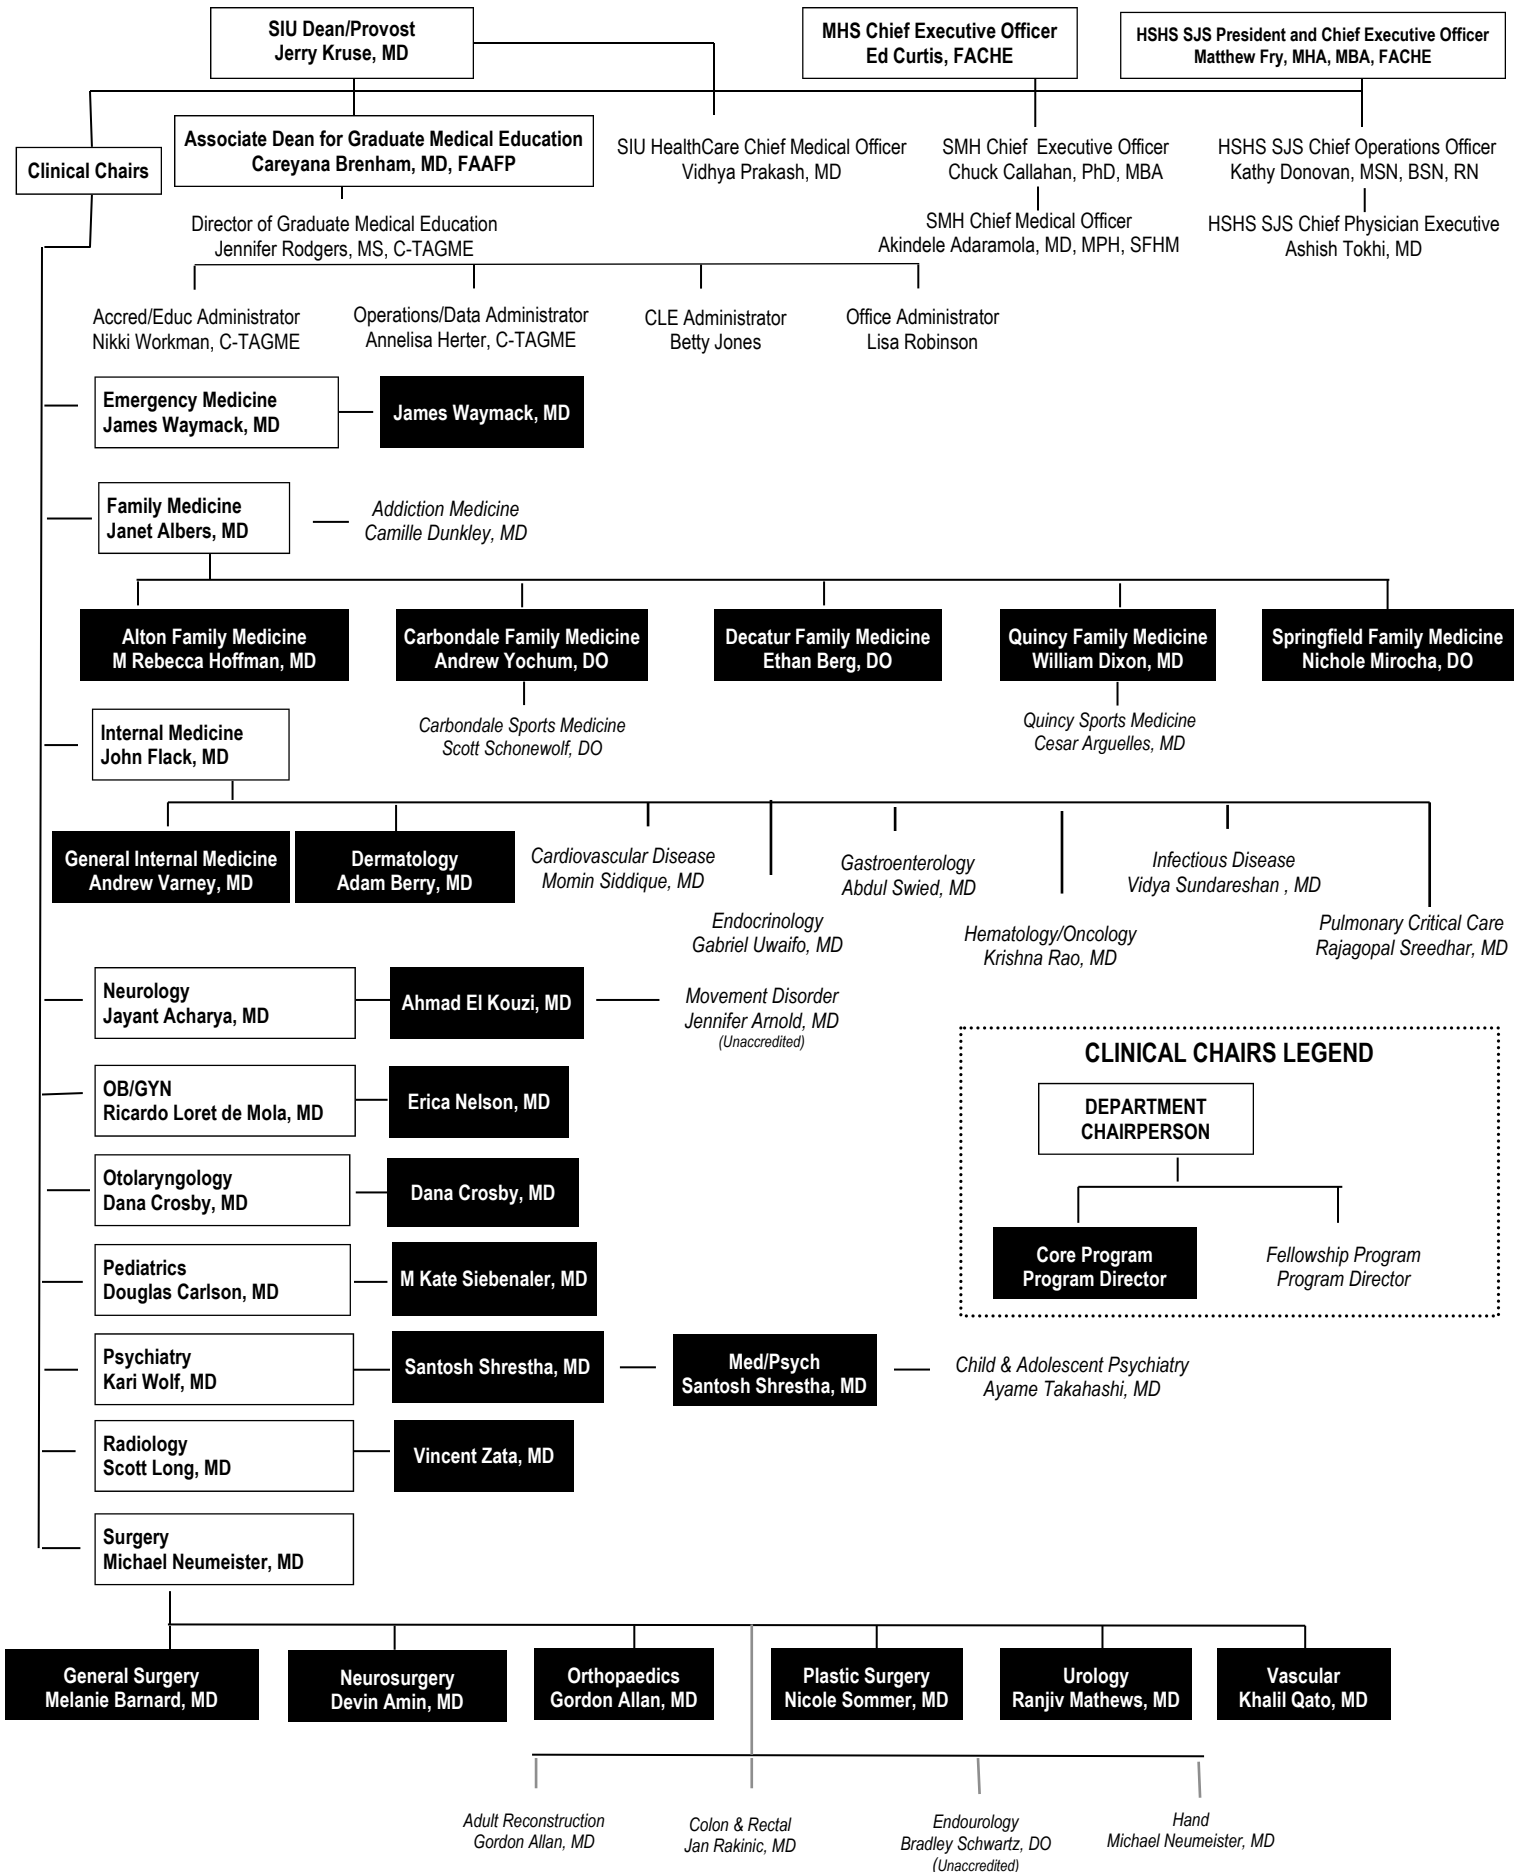 SIU Dean/Provost
Jerry Kruse, MD
MHS Chief Executive Officer
Ed Curtis, FACHE
HSHS SJS President and Chief Executive Officer
Matthew Fry, MHA, MBA, FACHE
Clinical Chairs
Associate Dean for Graduate Medical Education
Careyana Brenham, MD, FAAFP
SIU HealthCare Chief Medical Officer
Vidhya Prakash, MD
SMH Chief Executive Officer
Chuck Callahan, PhD, MBA
HSHS SJS Chief Operations Officer
Kathy Donovan, MSN, BSN, RN
Director of Graduate Medical Education
Jennifer Rodgers, MS, C-TAGME
SMH Chief Medical Officer
Akindele Adaramola, MD, MPH, SFHM
HSHS SJS Chief Physician Executive
Ashish Tokhi, MD
Accred/Educ Administrator
Nikki Workman, C-TAGME
Operations/Data Administrator
Annelisa Herter, C-TAGME
CLE Administrator
Betty Jones
Office Administrator
Lisa Robinson
Emergency Medicine
James Waymack, MD
James Waymack, MD
Family Medicine
Janet Albers, MD
Addiction Medicine
Camille Dunkley, MD
Alton Family Medicine
M Rebecca Hoffman, MD
Carbondale Family Medicine
Andrew Yochum, DO
Decatur Family Medicine
Ethan Berg, DO
Quincy Family Medicine
William Dixon, MD
Springfield Family Medicine
Nichole Mirocha, DO
Carbondale Sports Medicine
Scott Schonewolf, DO
Quincy Sports Medicine
Cesar Arguelles, MD
Internal Medicine
John Flack, MD
General Internal Medicine
Andrew Varney, MD
Dermatology
Adam Berry, MD
Cardiovascular Disease
Momin Siddique, MD
Endocrinology
Gabriel Uwaifo, MD
Gastroenterology
Abdul Swied, MD
Hematology/Oncology
Krishna Rao, MD
Infectious Disease
Vidya Sundareshan , MD
Pulmonary Critical Care
Rajagopal Sreedhar, MD
Neurology
Jayant Acharya, MD
Ahmad El Kouzi, MD
Movement Disorder
Jennifer Arnold, MD
(Unaccredited)
OB/GYN
Ricardo Loret de Mola, MD
Erica Nelson, MD
Otolaryngology
Dana Crosby, MD
Dana Crosby, MD
Pediatrics
Douglas Carlson, MD
M Kate Siebenaler, MD
CLINICAL CHAIRS LEGEND
DEPARTMENT
CHAIRPERSON
Core Program
Program Director
Fellowship Program
Program Director
Psychiatry
Kari Wolf, MD
Santosh Shrestha, MD
Med/Psych
Santosh Shrestha, MD
Child & Adolescent Psychiatry
Ayame Takahashi, MD
Radiology
Scott Long, MD
Vincent Zata, MD
Surgery
Michael Neumeister, MD
General Surgery
Melanie Barnard, MD
Neurosurgery
Devin Amin, MD
Orthopaedics
Gordon Allan, MD
Plastic Surgery
Nicole Sommer, MD
Urology
Ranjiv Mathews, MD
Vascular
Khalil Qato, MD
Adult Reconstruction
Gordon Allan, MD
Colon & Rectal
Jan Rakinic, MD
Endourology
Bradley Schwartz, DO
(Unaccredited)
Hand
Michael Neumeister, MD